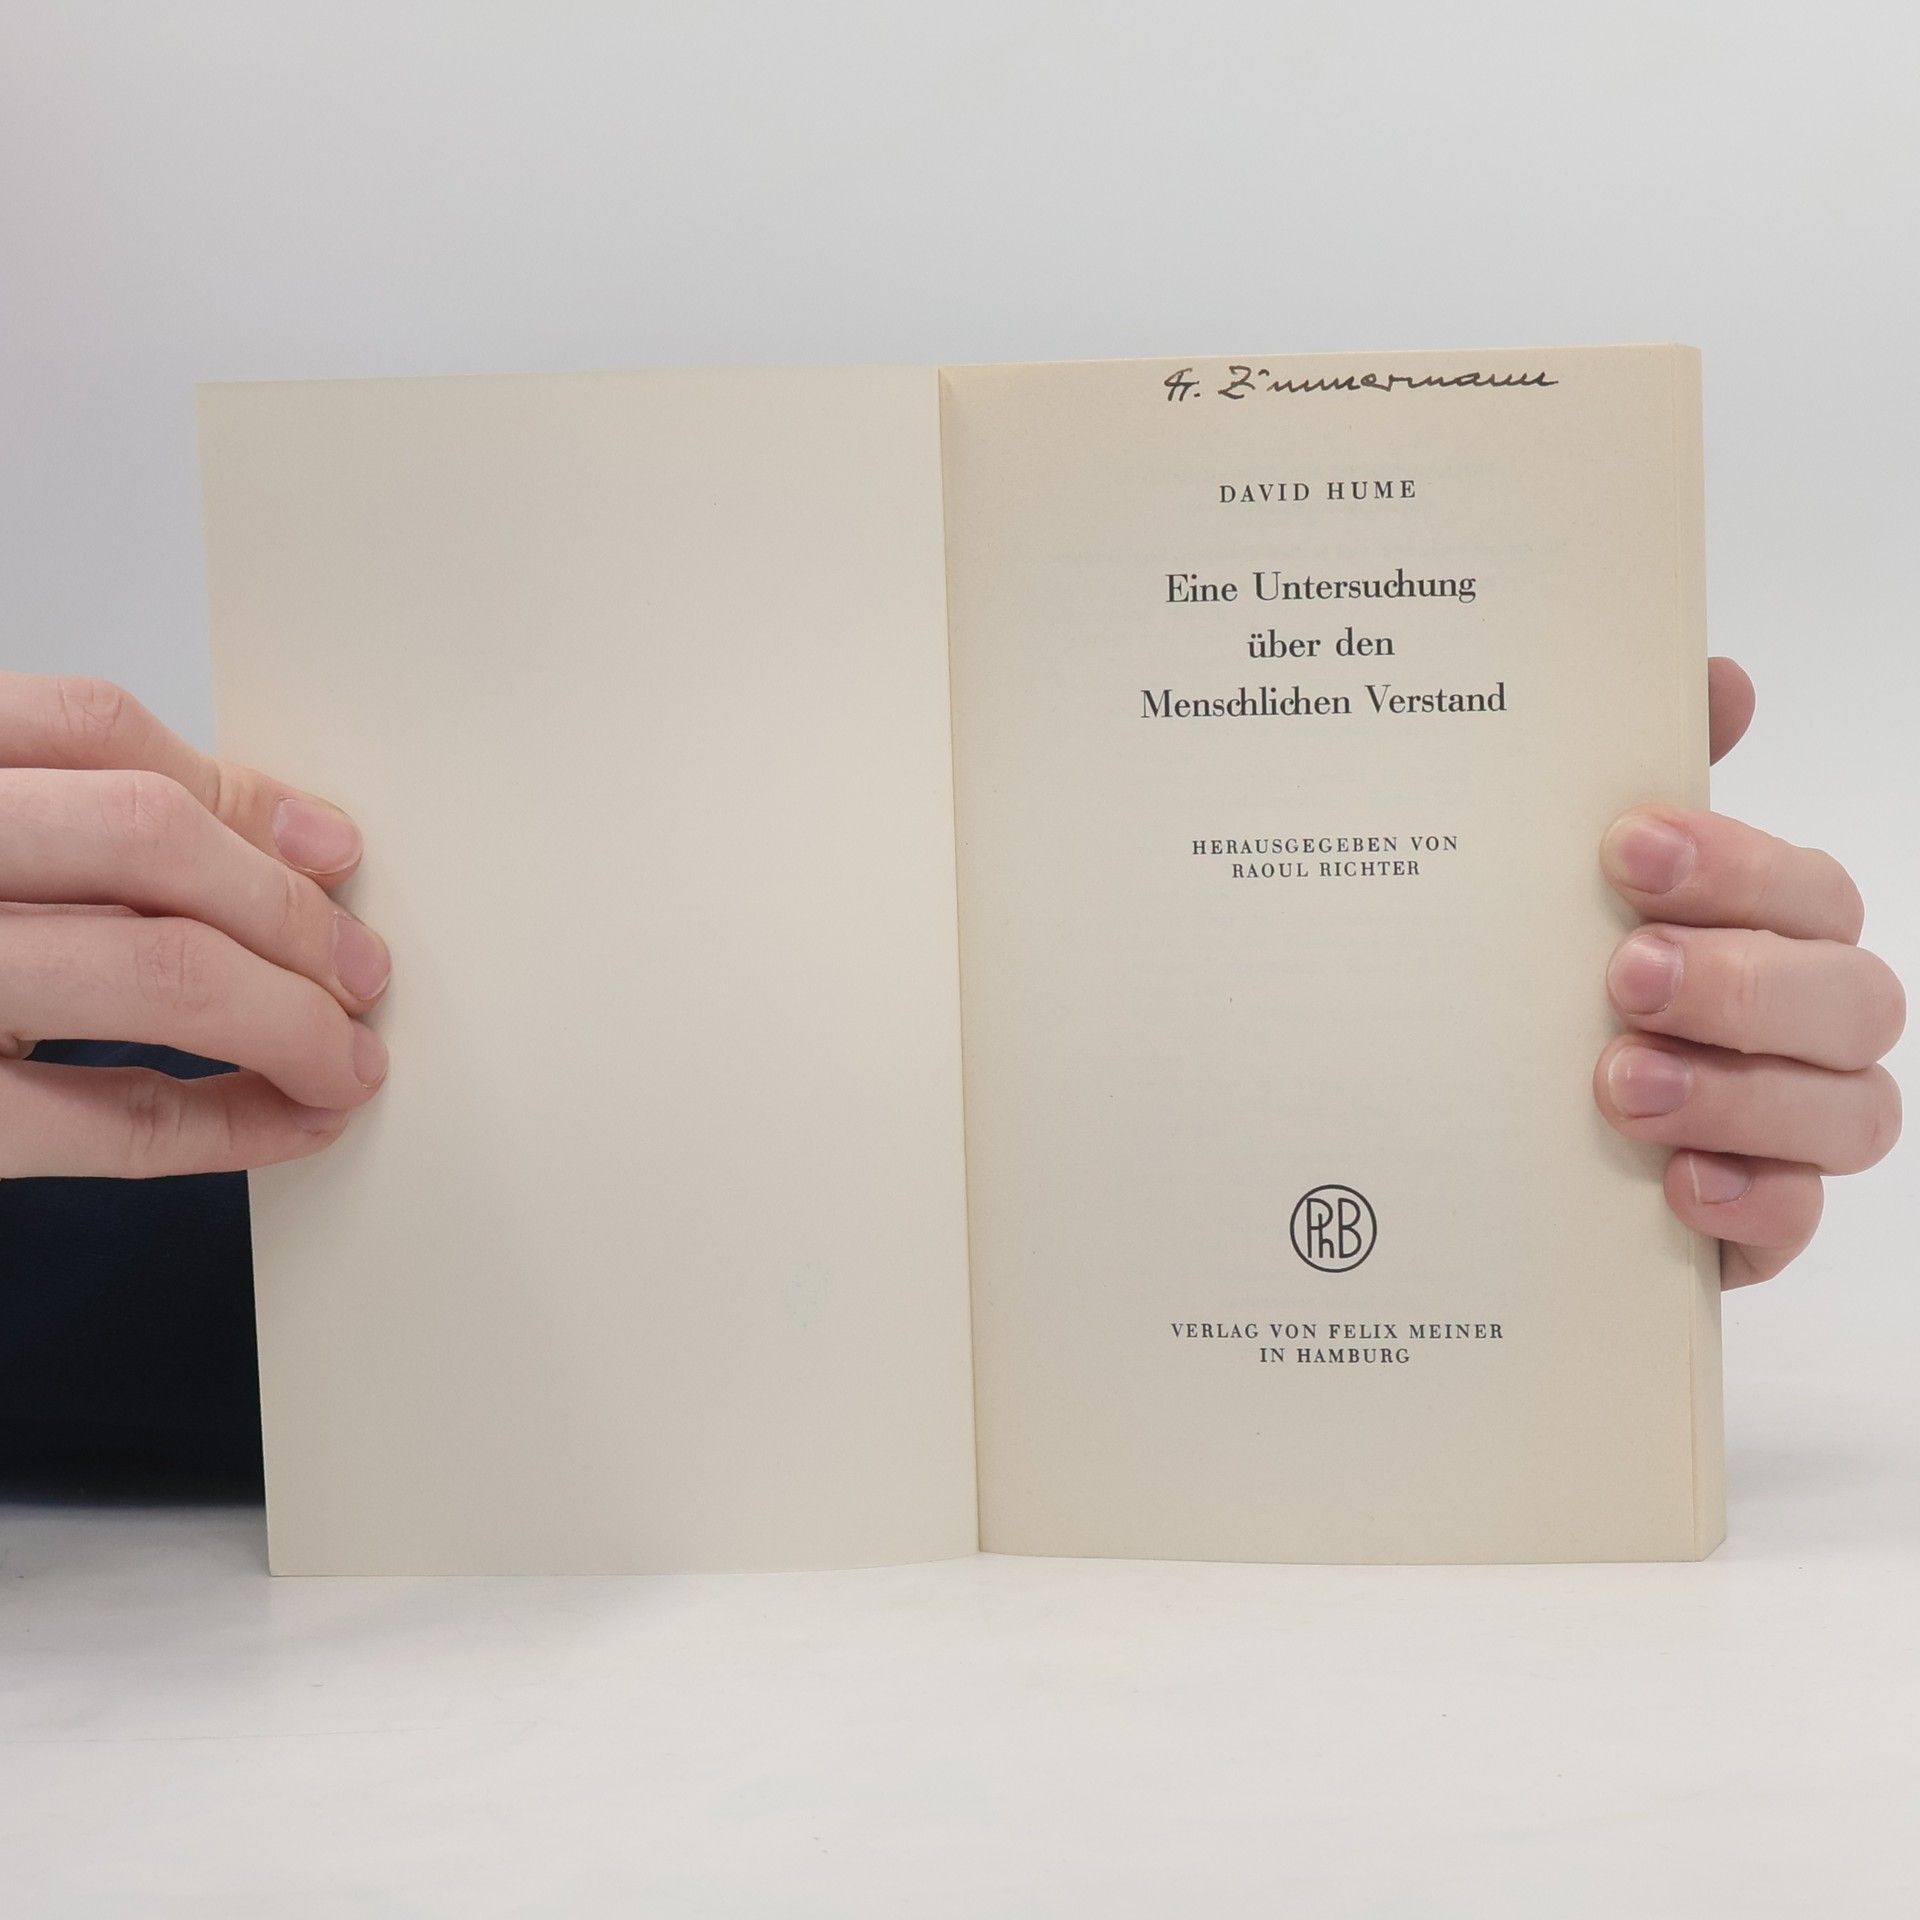 Fr. Zimmermann
DAVID HUME
Eine Untersuchung
über den
Menschlichen Verstand
HERAUSGEGEBEN VON
RAOUL RICHTER
PhB
VERLAG VON FELIX MEINER
IN HAMBURG